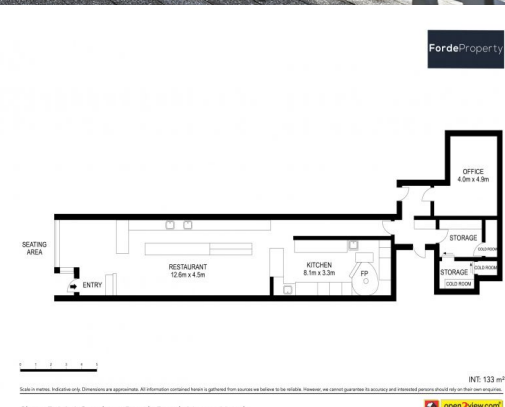 FordeProperty
OFFICE
4.0m x 4.9m
SEATING
AREA
STORAGE
COLD ROOM
RESTAURANT
12.6m x 4.5m
KITCHEN
8.1m x 3.3m
FP
STORAGE
COLD ROOM
ENTRY
COLD ROOM
0 1 2 3 4 5
INT: 133 m²
Scale in metres. Indicative only. Dimensions are approximate. All information contained herein is gathered from sources we believe to be reliable. However, we cannot guarantee its accuracy and interested persons should rely on their own enquiries.
open2view.com